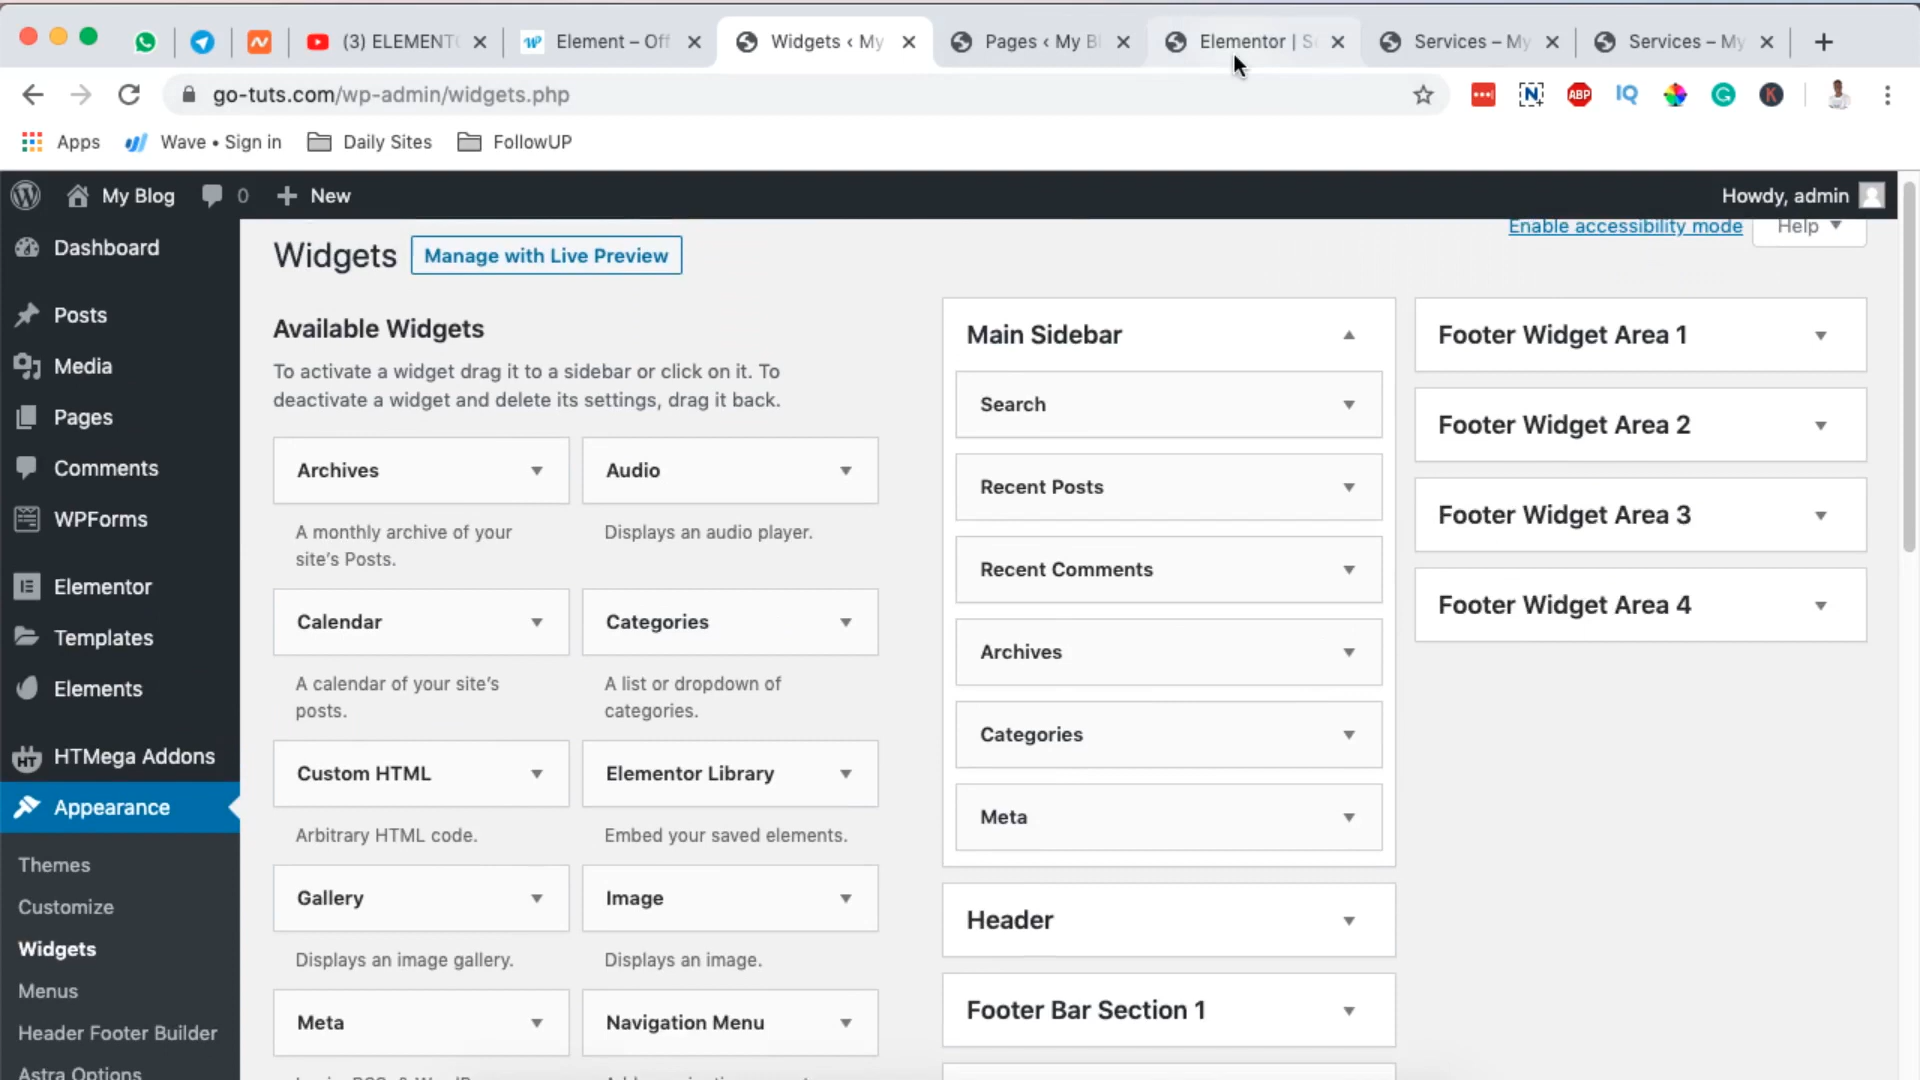 (3) ELEMENT
Element – Off
Widgets ‹ My
Pages ‹ My Bl
Elementor | S
Services – My
Services – My
go-tuts.com/wp-admin/widgets.php
ABP
IQ
Apps
Wave • Sign in
Daily Sites
FollowUP
My Blog
0
New
Howdy, admin
Dashboard
Posts
Media
Pages
Comments
WPForms
Elementor
Templates
Elements
HTMega Addons
Appearance
Themes
Customize
Widgets
Menus
Header Footer Builder
Astra Options
Widgets
Manage with Live Preview
Enable accessibility mode
Help
Available Widgets
To activate a widget drag it to a sidebar or click on it. To
deactivate a widget and delete its settings, drag it back.
Archives
Audio
A monthly archive of your
site's Posts.
Displays an audio player.
Calendar
Categories
A calendar of your site's
posts.
A list or dropdown of
categories.
Custom HTML
Elementor Library
Arbitrary HTML code.
Embed your saved elements.
Gallery
Image
Displays an image gallery.
Displays an image.
Meta
Navigation Menu
Main Sidebar
Search
Recent Posts
Recent Comments
Archives
Categories
Meta
Header
Footer Bar Section 1
Footer Widget Area 1
Footer Widget Area 2
Footer Widget Area 3
Footer Widget Area 4